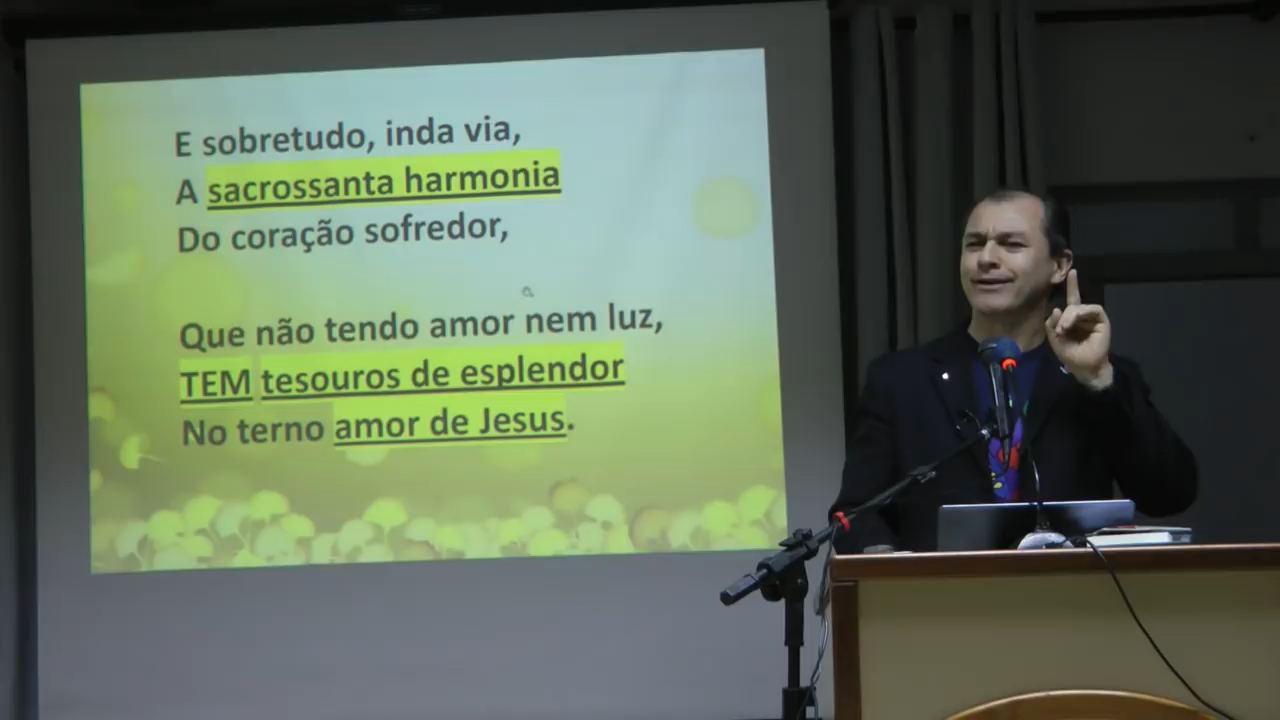 E sobretudo, inda via,
A sacrossanta harmonia
Do coração sofredor,
Que não tendo amor nem luz,
TEM tesouros de esplendor
No terno amor de Jesus.